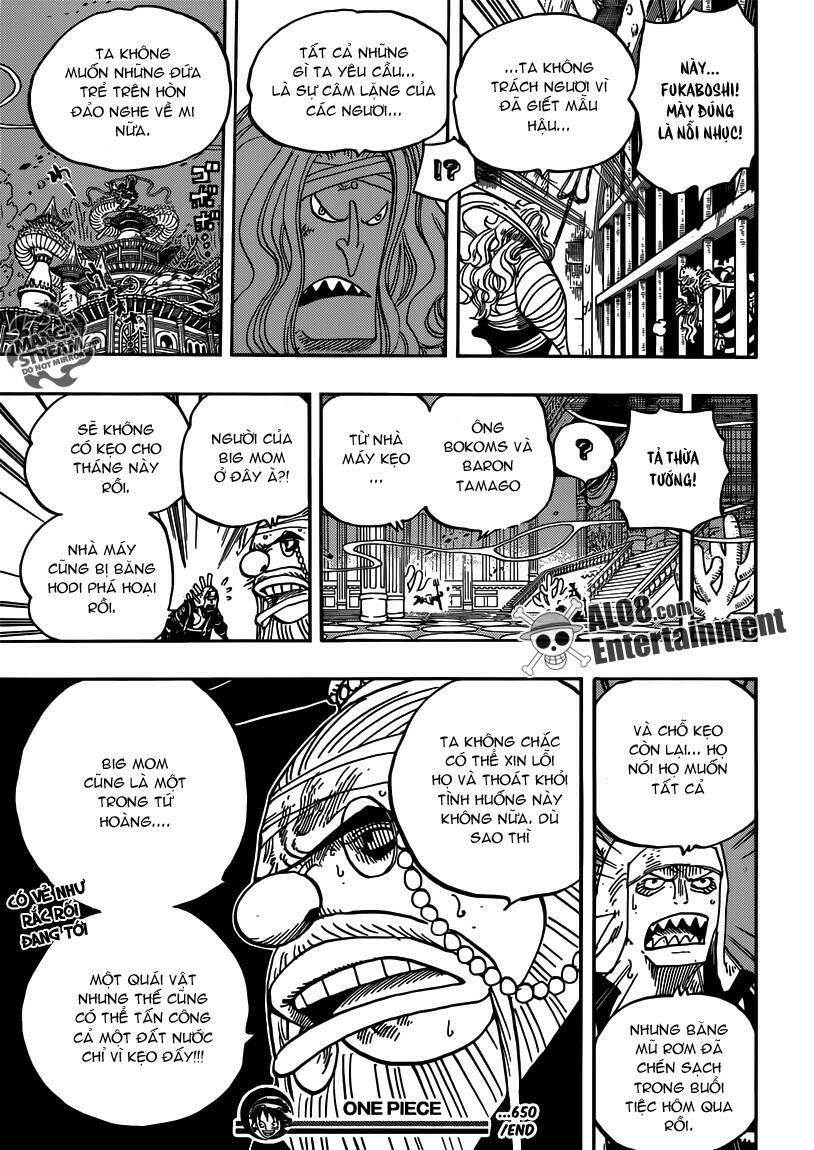 NÀY...
FUKABOSHI!
MÀY ĐÚNG
LÀ NỖI NHỤC!
...TA KHÔNG
TRÁCH NGƯƠI VÌ
ĐÃ GIẾT MẪU
HẬU...
!?
TẤT CẢ NHỮNG
GÌ TA YÊU CẦU...
LÀ SỰ CÂM LẶNG CỦA
CÁC NGƯƠI...
TA KHÔNG
MUỐN NHỮNG ĐỨA
TRẺ TRÊN HÒN
ĐẢO NGHE VỀ MI
NỮA.
MANGA
STREAM
DO NOT MIRROR
TẢ THỪA
TƯỚNG!
?
ÔNG
BOKOMS VÀ
BARON
TAMAGO
TỪ NHÀ
MÁY KẸO
...
NGƯỜI CỦA
BIG MOM
Ở ĐÂY À?!
SẼ KHÔNG
CÓ KẸO CHO
THÁNG NÀY
RỒI.
NHÀ MÁY
CŨNG BỊ BĂNG
HODI PHÁ HOẠI
RỒI.
ALO8.com
Entertainment
VÀ CHỖ KẸO
CÒN LẠI... HỌ
NÓI HỌ MUỐN
TẤT CẢ
NHƯNG BĂNG
MŨ RƠM ĐÃ
CHÉN SẠCH
TRONG BUỔI
TIỆC HÔM QUA
RỒI.
TA KHÔNG CHẮC
CÓ THỂ XIN LỖI
HỌ VÀ THOÁT KHỎI
TÌNH HUỐNG NÀY
KHÔNG NỮA. DÙ
SAO THÌ
BIG MOM
CŨNG LÀ MỘT
TRONG TỨ
HOÀNG....
MỘT QUÁI VẬT
NHƯNG THẾ CŨNG
CÓ THỂ TẤN CÔNG
CẢ MỘT ĐẤT NƯỚC
CHỈ VÌ KẸO ĐẤY!!!
CÓ VẺ NHƯ
RẮC RỐI
ĐANG TỚI
ONE PIECE
...650
/END